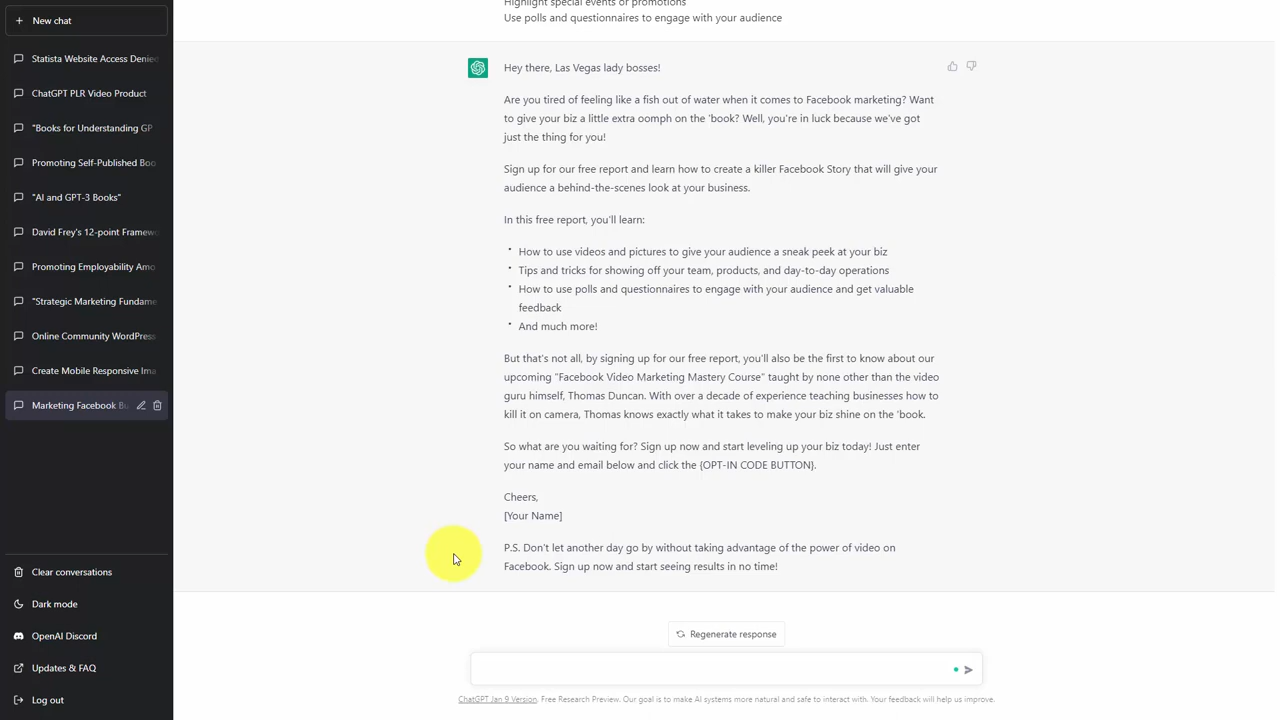 New chat
Statista Website Access Denied
ChatGPT PLR Video Product
"Books for Understanding GP
Promoting Self-Published Boo
"AI and GPT-3 Books"
David Frey's 12-point Framewo
Promoting Employability Amo
"Strategic Marketing Fundame
Online Community WordPress
Create Mobile Responsive Ima
Marketing Facebook Bu
Clear conversations
Dark mode
OpenAI Discord
Updates & FAQ
Log out
Highlight special events or promotions
Use polls and questionnaires to engage with your audience
Hey there, Las Vegas lady bosses!
Are you tired of feeling like a fish out of water when it comes to Facebook marketing? Want
to give your biz a little extra oomph on the 'book? Well, you're in luck because we've got
just the thing for you!
Sign up for our free report and learn how to create a killer Facebook Story that will give your
audience a behind-the-scenes look at your business.
In this free report, you'll learn:
• How to use videos and pictures to give your audience a sneak peek at your biz
• Tips and tricks for showing off your team, products, and day-to-day operations
• How to use polls and questionnaires to engage with your audience and get valuable
feedback
• And much more!
But that's not all, by signing up for our free report, you'll also be the first to know about our
upcoming "Facebook Video Marketing Mastery Course" taught by none other than the video
guru himself, Thomas Duncan. With over a decade of experience teaching businesses how to
kill it on camera, Thomas knows exactly what it takes to make your biz shine on the 'book.
So what are you waiting for? Sign up now and start leveling up your biz today! Just enter
your name and email below and click the {OPT-IN CODE BUTTON}.
Cheers,
[Your Name]
P.S. Don't let another day go by without taking advantage of the power of video on
Facebook. Sign up now and start seeing results in no time!
Regenerate response
ChatGPT Jan 9 Version. Free Research Preview. Our goal is to make AI systems more natural and safe to interact with. Your feedback will help us improve.